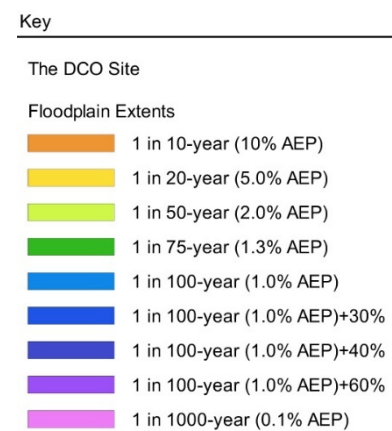 Key
The DCO Site
Floodplain Extents
1 in 10-year (10% AEP)
1 in 20-year (5.0% AEP)
1 in 50-year (2.0% AEP)
1 in 75-year (1.3% AEP)
1 in 100-year (1.0% AEP)
1 in 100-year (1.0% AEP)+30%
1 in 100-year (1.0% AEP)+40%
1 in 100-year (1.0% AEP)+60%
1 in 1000-year (0.1% AEP)